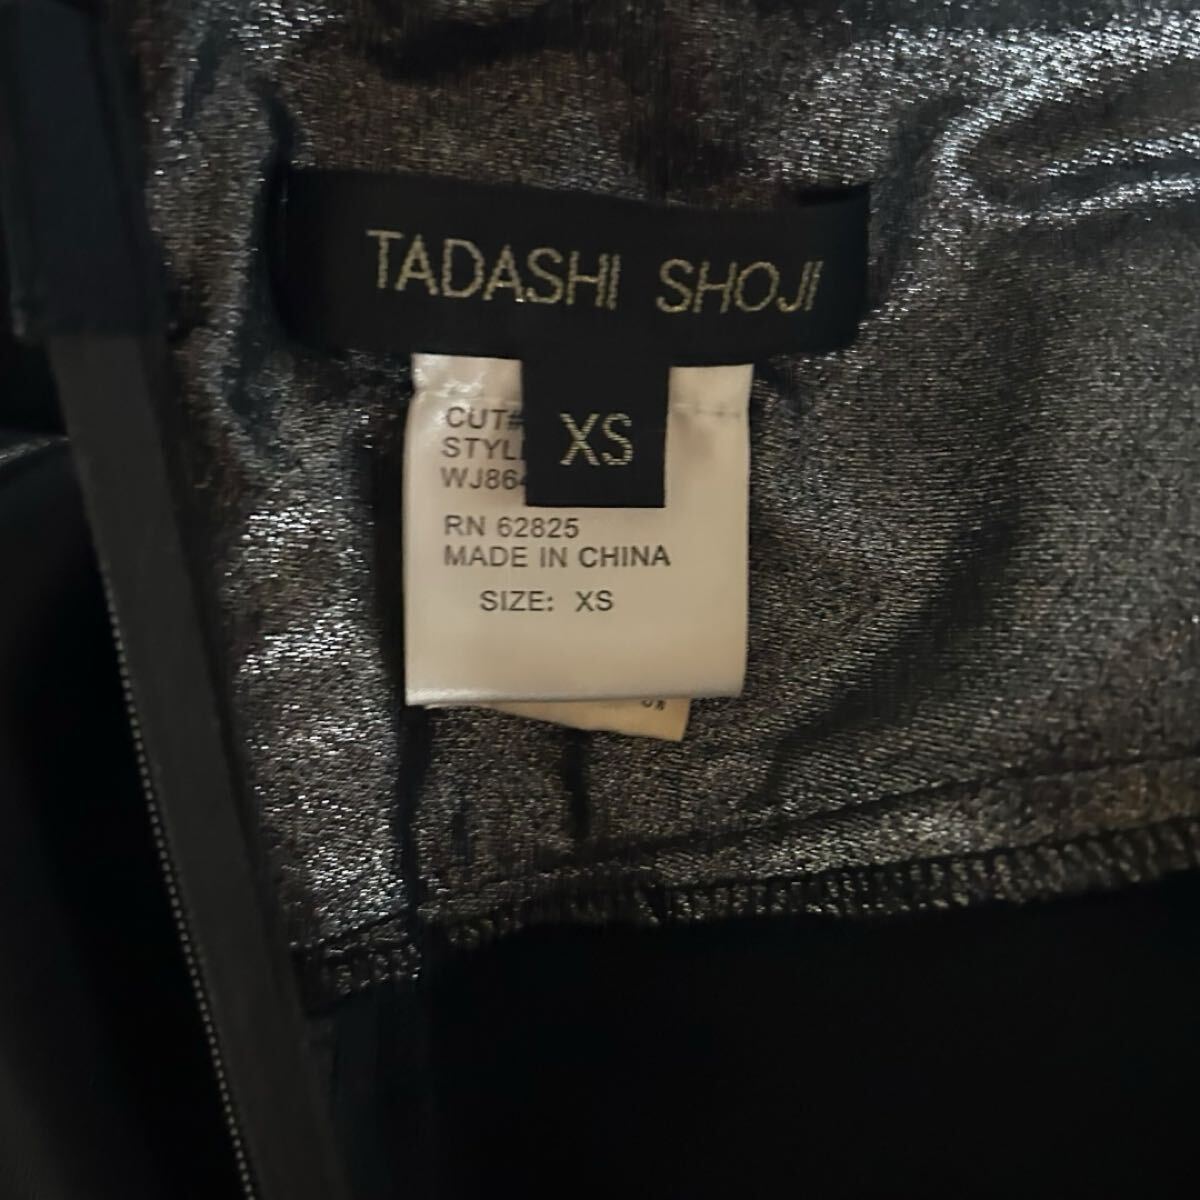 TADASHI SHOJI
XS
CUT#
STYL
WJ864
RN 62825
MADE IN CHINA
SIZE: XS